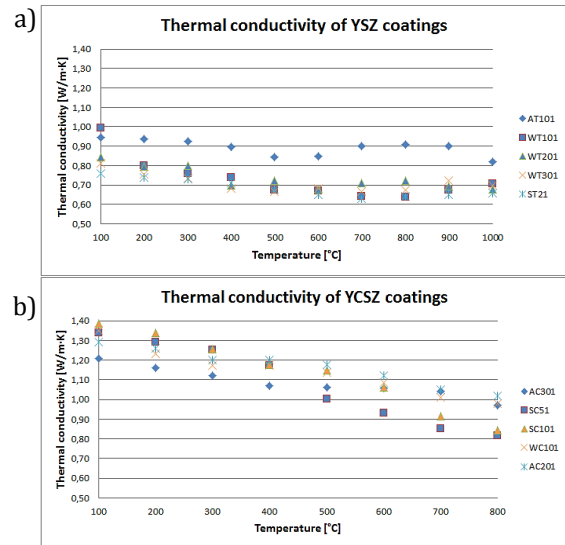 a)
Thermal conductivity of YSZ coatings
Thermal conductivity [W/m·K]
1,40
1,30
1,20
1,10
1,00
0,90
0,80
0,70
0,60
0,50
100 200 300 400 500 600 700 800 900 1000
Temperature [°C]
AT101
WT101
WT201
WT301
ST21
b)
Thermal conductivity of YCSZ coatings
Thermal conductivity [W/m·K]
1,40
1,30
1,20
1,10
1,00
0,90
0,80
0,70
0,60
0,50
100 200 300 400 500 600 700 800
Temperature [°C]
AC301
SC51
SC101
WC101
AC201